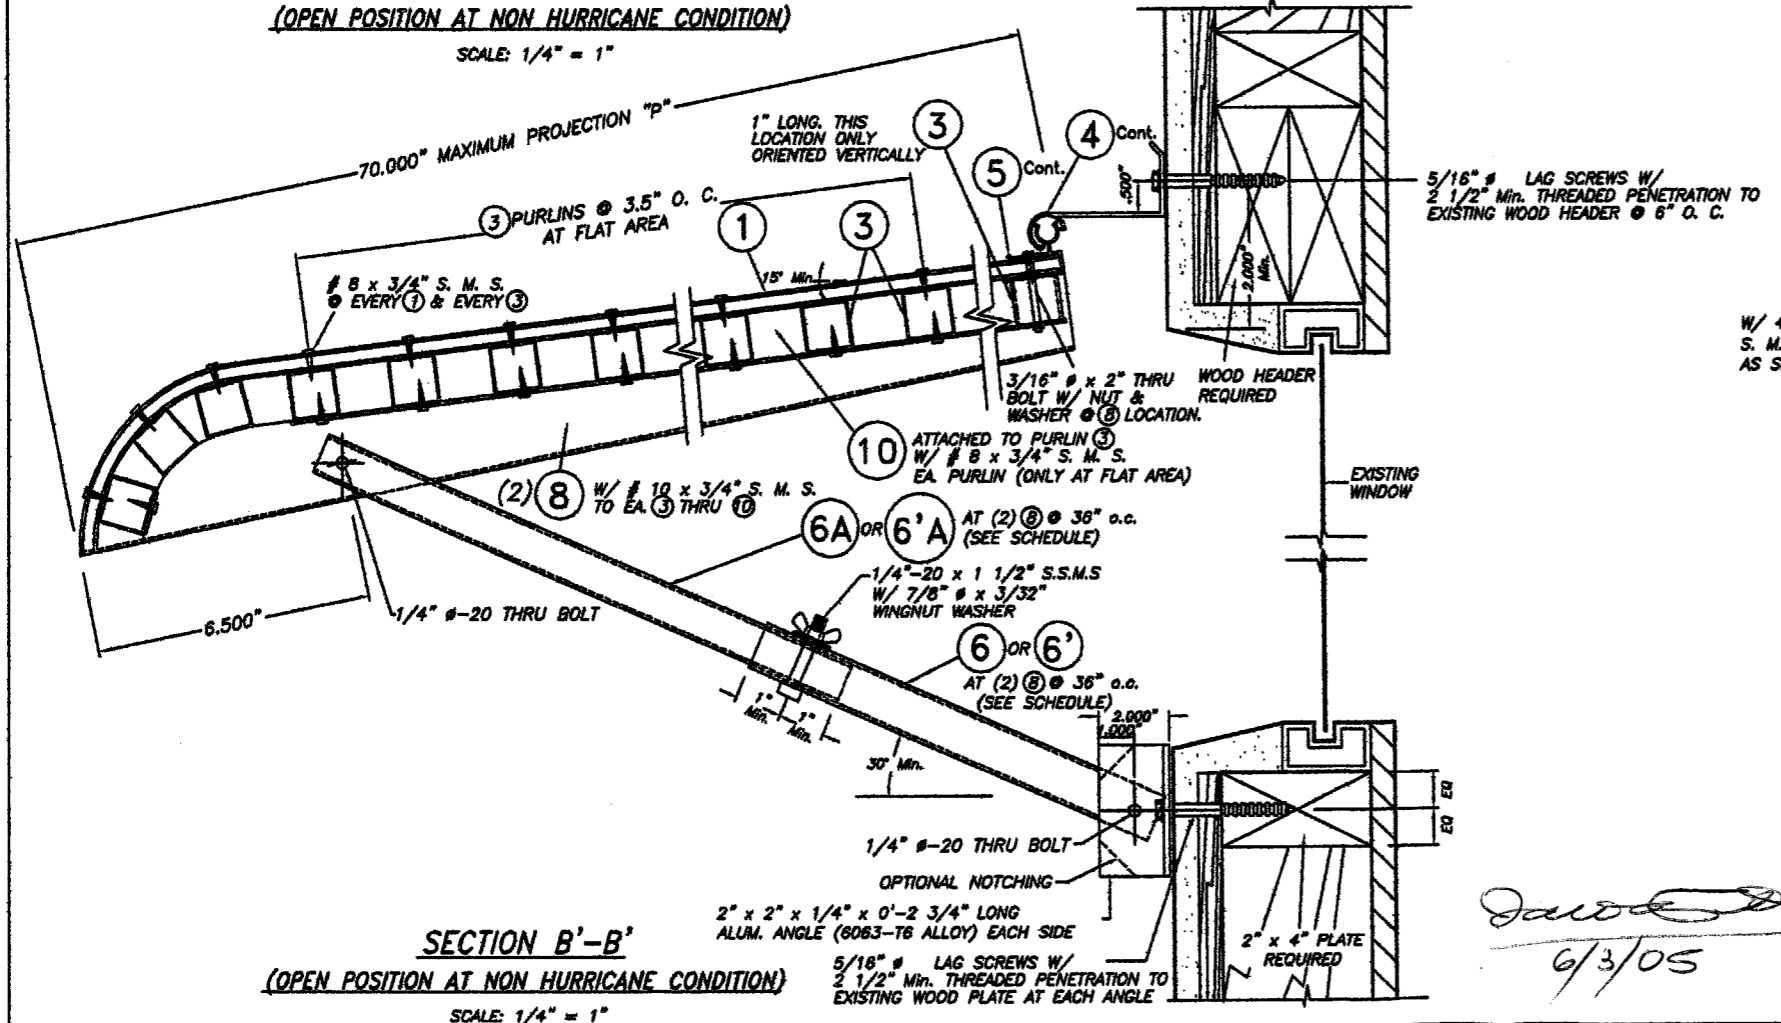 (OPEN POSITION AT NON HURRICANE CONDITION)
SCALE: 1/4" = 1"
70.000" MAXIMUM PROJECTION "P"
1" LONG. THIS
LOCATION ONLY
ORIENTED VERTICALLY
3
4 Cont.
5 Cont.
.500"
5/16" ø LAG SCREWS W/
2 1/2" Min. THREADED PENETRATION TO
EXISTING WOOD HEADER @ 6" O. C.
3 PURLINS @ 3.5" O. C.
AT FLAT AREA
1
3
15° Min.
2.000"
Min.
# 8 x 3/4" S. M. S.
@ EVERY 1 & EVERY 3
W/ 4
S. M.
AS S
3/16" ø x 2" THRU
BOLT W/ NUT &
WASHER @ 8 LOCATION.
WOOD HEADER
REQUIRED
10 ATTACHED TO PURLIN 3
W/ # 8 x 3/4" S. M. S.
EA. PURLIN (ONLY AT FLAT AREA)
EXISTING
WINDOW
(2) 8 W/ # 10 x 3/4" S. M. S.
TO EA. 3 THRU 10
6A OR 6'A AT (2) 8 @ 36" o.c.
(SEE SCHEDULE)
1/4"-20 x 1 1/2" S.S.M.S
W/ 7/8" ø x 3/32"
WINGNUT WASHER
6.500"
1/4" ø-20 THRU BOLT
6 OR 6'
AT (2) 8 @ 36" o.c.
(SEE SCHEDULE)
1"
Min.
1"
Min.
2.000"
1.000"
30° Min.
EQ
EQ
1/4" ø-20 THRU BOLT
OPTIONAL NOTCHING
2" x 2" x 1/4" x 0'-2 3/4" LONG
ALUM. ANGLE (6063-T6 ALLOY) EACH SIDE
5/16" ø LAG SCREWS W/
2 1/2" Min. THREADED PENETRATION TO
EXISTING WOOD PLATE AT EACH ANGLE
2" x 4" PLATE
REQUIRED
SECTION B'-B'
(OPEN POSITION AT NON HURRICANE CONDITION)
SCALE: 1/4" = 1"
6/3/05